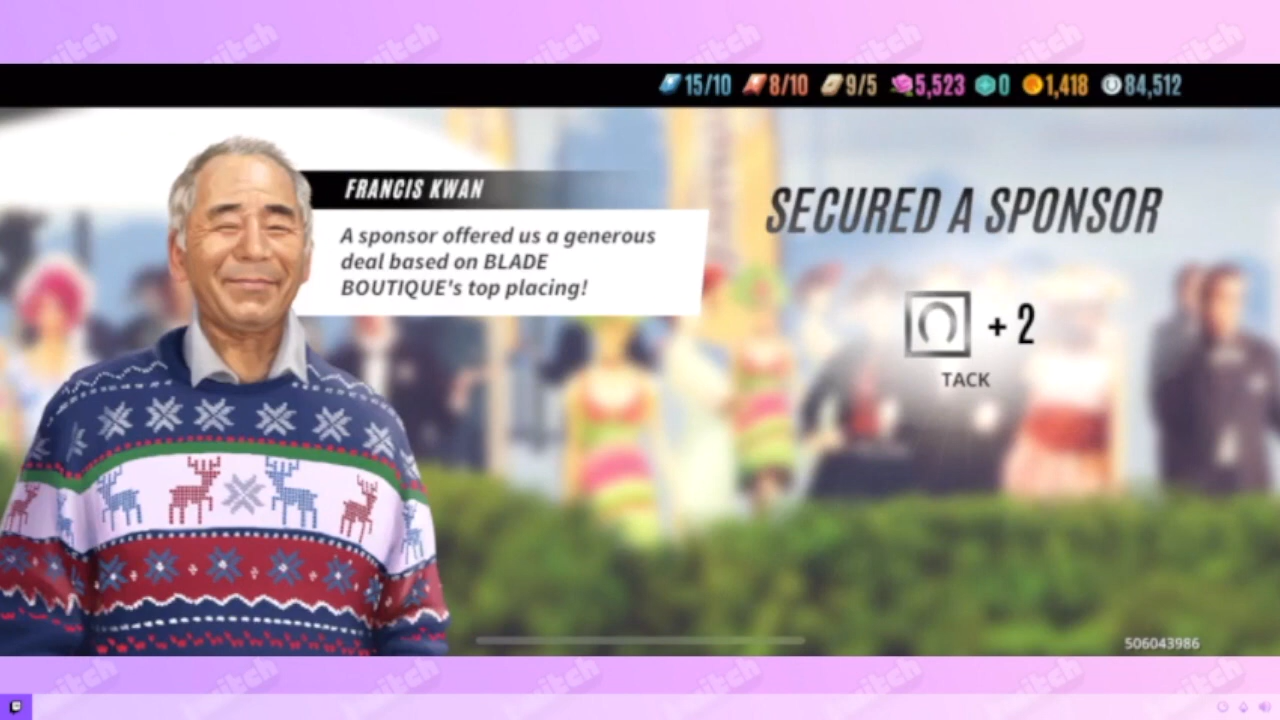 15/10 8/10 9/5 5,523 0 1,418 84,512
FRANCIS KWAN
A sponsor offered us a generous
deal based on BLADE
BOUTIQUE's top placing!
SECURED A SPONSOR
+ 2
TACK
506043986